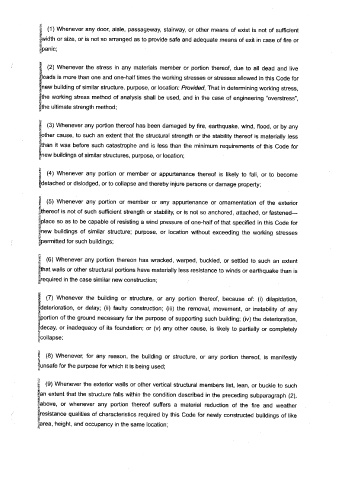 (1) Whenever any door, aisle, passageway, stairway, or other means of exist is not of sufficient
width or size, or is not so arranged as to provide safe and adequate means of exit in case of fire or
panic;
(2) Whenever the stress in any materials member or portion thereof, due to all dead and live
loads is more than one and one-half times the working stresses or stresses allowed in this Code for
new building of similar structure, purpose, or location: Provided, That in determining working stress,
the working stress method of analysis shall be used, and in the case of engineering "overstress",
the ultimate strength method;
(3) Whenever any portion thereof has been damaged by fire, earthquake, wind, flood, or by any
other cause, to such an extent that the structural strength or the stability thereof is materially less
than it was before such catastrophe and is less than the minimum requirements of this Code for
new buildings of similar structures, purpose, or location;
(4) Whenever any portion or member or appurtenance thereof is likely to fall, or to become
detached or dislodged, or to collapse and thereby injure persons or damage property;
(5) Whenever any portion or member or any appurtenance or ornamentation of the exterior
thereof is not of such sufficient strength or stability, or is not so anchored, attached, or fastened—
place so as to be capable of resisting a wind pressure of one-half of that specified in this Code for
new buildings of similar structure; purpose, or location without exceeding the working stresses
permitted for such buildings;
(6) Whenever any portion thereon has wracked, warped, buckled, or settled to such an extent
that walls or other structural portions have materially less resistance to winds or earthquake than is
required in the case similar new construction;
(7) Whenever the building or structure, or any portion thereof, because of: (i) dilapidation,
deterioration, or delay; (ii) faulty construction; (iii) the removal, movement, or instability of any
portion of the ground necessary for the purpose of supporting such building; (iv) the deterioration,
decay, or inadequacy of its foundation; or (v) any other cause, is likely to partially or completely
collapse;
(8) Whenever, for any reason, the building or structure, or any portion thereof, is manifestly
unsafe for the purpose for which it is being used;
(9) Whenever the exterior walls or other vertical structural members list, lean, or buckle to such
an extent that the structure falls within the condition described in the preceding subparagraph (2),
above, or whenever any portion thereof suffers a material reduction of the fire and weather
resistance qualities of characteristics required by this Code for newly constructed buildings of like
area, height, and occupancy in the same location;